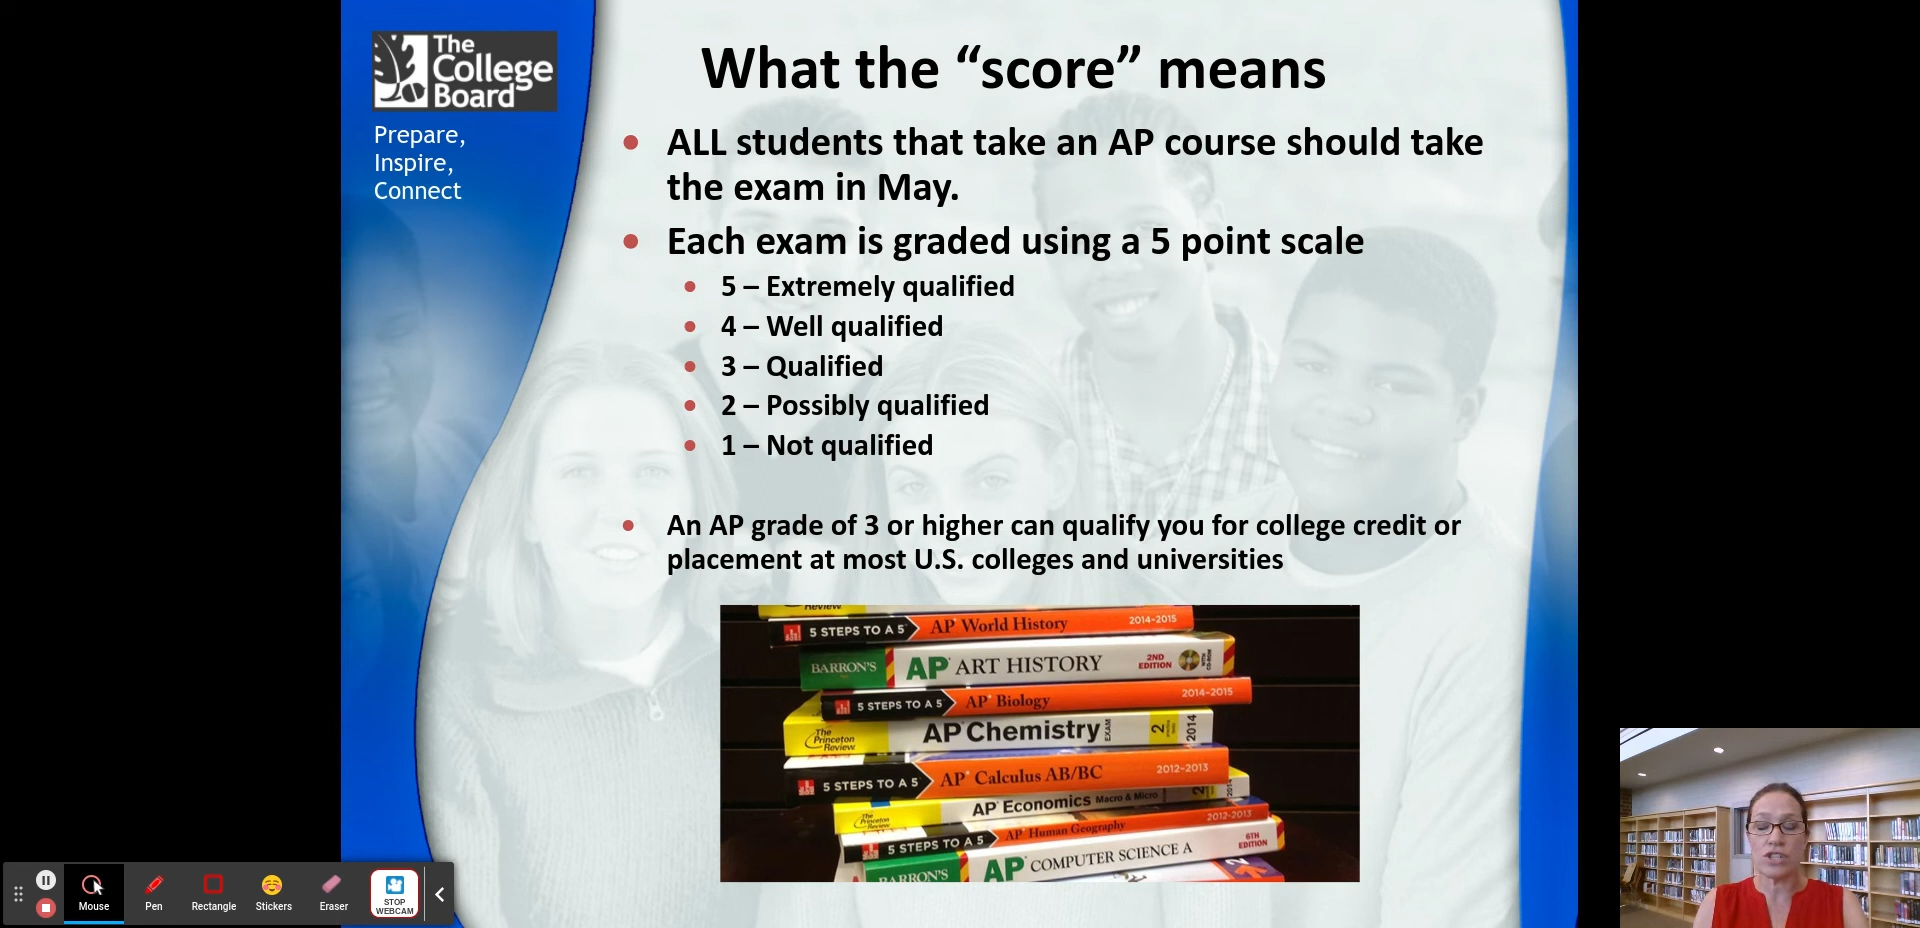 The
College
Board
Prepare,
Inspire,
Connect
What the “score” means
ALL students that take an AP course should take
the exam in May.
Each exam is graded using a 5 point scale
5 – Extremely qualified
4 – Well qualified
3 – Qualified
2 – Possibly qualified
1 – Not qualified
An AP grade of 3 or higher can qualify you for college credit or
placement at most U.S. colleges and universities
Review
5 STEPS TO A 5 AP World History 2014-2015
BARRON'S AP ART HISTORY 2ND EDITION WITH CD-ROM
5 STEPS TO A 5 AP Biology 2014-2015
The Princeton Review AP Chemistry EXAM 2 2014
5 STEPS TO A 5 AP Calculus AB/BC 2012-2013
The Princeton Review AP Economics Macro & Micro 2
5 STEPS TO A 5 AP Human Geography 2012-2013
BARRON'S AP COMPUTER SCIENCE A 6TH EDITION
Mouse
Pen
Rectangle
Stickers
Eraser
STOP
WEBCAM